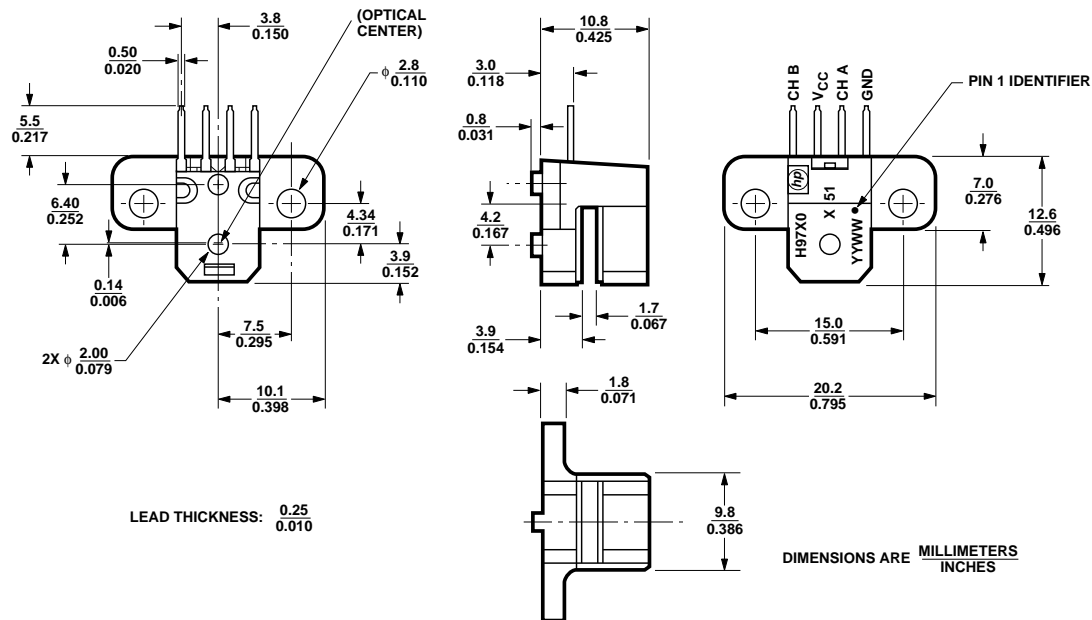 3.8
0.150
(OPTICAL
CENTER)
0.50
0.020
ϕ 2.8
0.110
5.5
0.217
6.40
0.252
4.34
0.171
3.9
0.152
0.14
0.006
7.5
0.295
2X ϕ 2.00
0.079
10.1
0.398
10.8
0.425
3.0
0.118
0.8
0.031
4.2
0.167
1.7
0.067
3.9
0.154
1.8
0.071
9.8
0.386
CH B
VCC
CH A
GND
PIN 1 IDENTIFIER
hp
H97X0
X 51
YYWW
7.0
0.276
12.6
0.496
15.0
0.591
20.2
0.795
LEAD THICKNESS: 0.25
0.010
DIMENSIONS ARE MILLIMETERS
INCHES